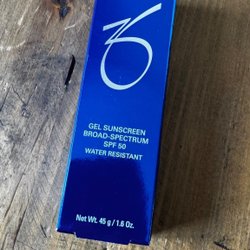 GEL SUNSCREEN
BROAD-SPECTRUM
SPF 50
WATER RESISTANT
Net Wt. 45 g / 1.6 Oz.